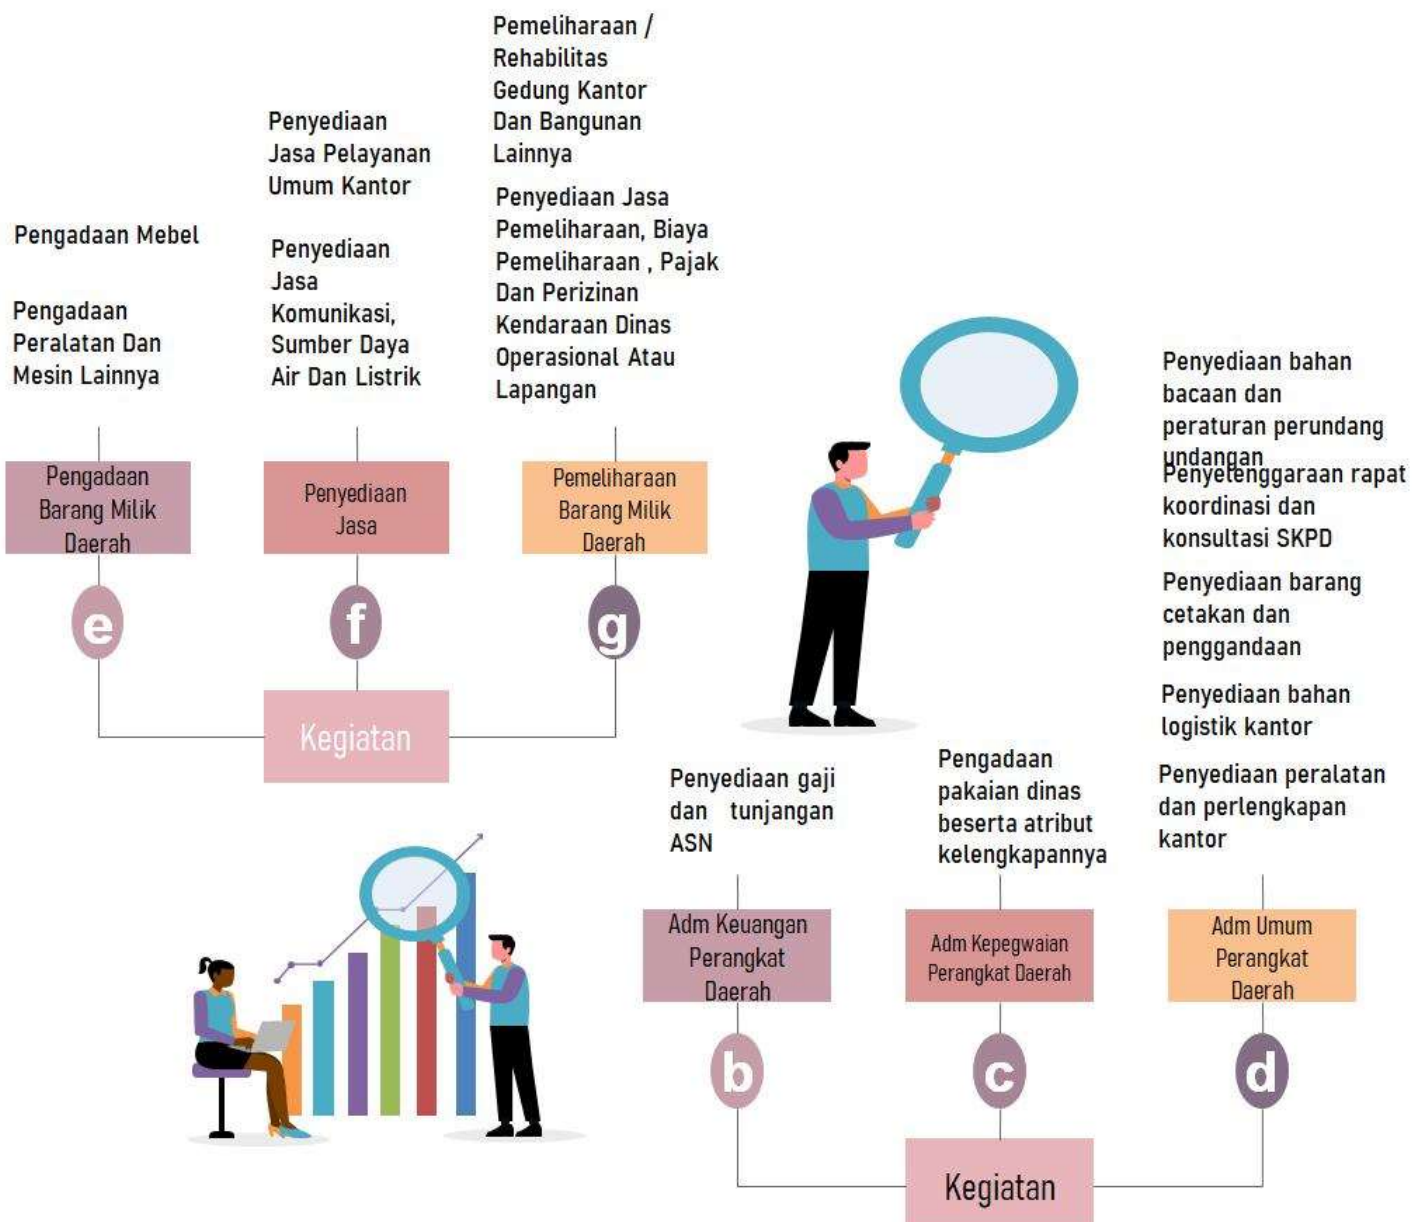 Pengadaan Mebel
Pengadaan
Peralatan Dan
Mesin Lainnya
Pengadaan
Barang Milik
Daerah
e
Penyediaan
Jasa Pelayanan
Umum Kantor
Penyediaan
Jasa
Komunikasi,
Sumber Daya
Air Dan Listrik
Penyediaan
Jasa
f
Pemeliharaan /
Rehabilitas
Gedung Kantor
Dan Bangunan
Lainnya
Penyediaan Jasa
Pemeliharaan, Biaya
Pemeliharaan , Pajak
Dan Perizinan
Kendaraan Dinas
Operasional Atau
Lapangan
Pemeliharaan
Barang Milik
Daerah
g
Kegiatan
Penyediaan gaji
dan tunjangan
ASN
Adm Keuangan
Perangkat
Daerah
b
Pengadaan
pakaian dinas
beserta atribut
kelengkapannya
Adm Kepegwaian
Perangkat Daerah
c
Penyediaan bahan
bacaan dan
peraturan perundang
undangan
Penyelenggaraan rapat
koordinasi dan
konsultasi SKPD
Penyediaan barang
cetakan dan
penggandaan
Penyediaan bahan
logistik kantor
Penyediaan peralatan
dan perlengkapan
kantor
Adm Umum
Perangkat
Daerah
d
Kegiatan